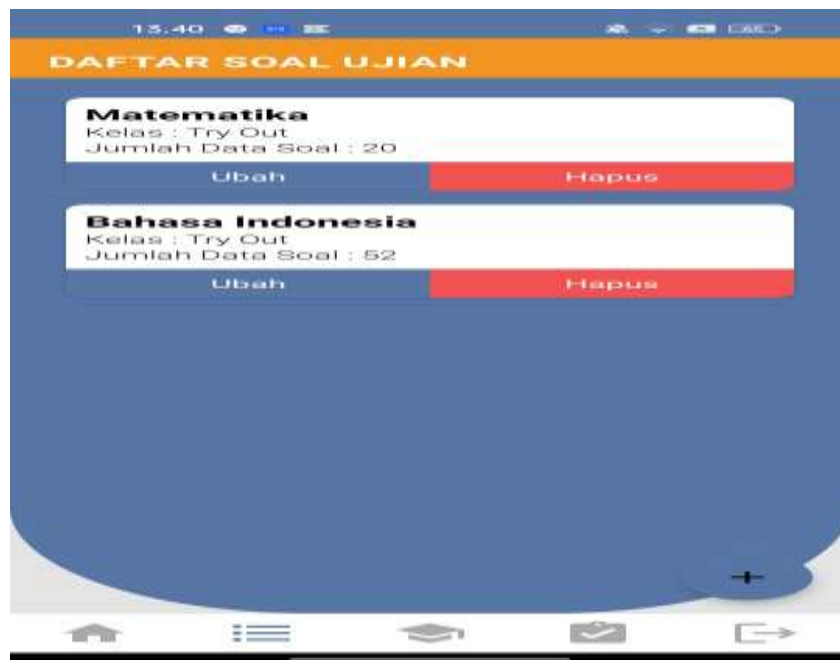 13.40
DAFTAR SOAL UJIAN
Matematika
Kelas : Try Out
Jumlah Data Soal : 20
Ubah Hapus
Bahasa Indonesia
Kelas : Try Out
Jumlah Data Soal : 52
Ubah Hapus
+